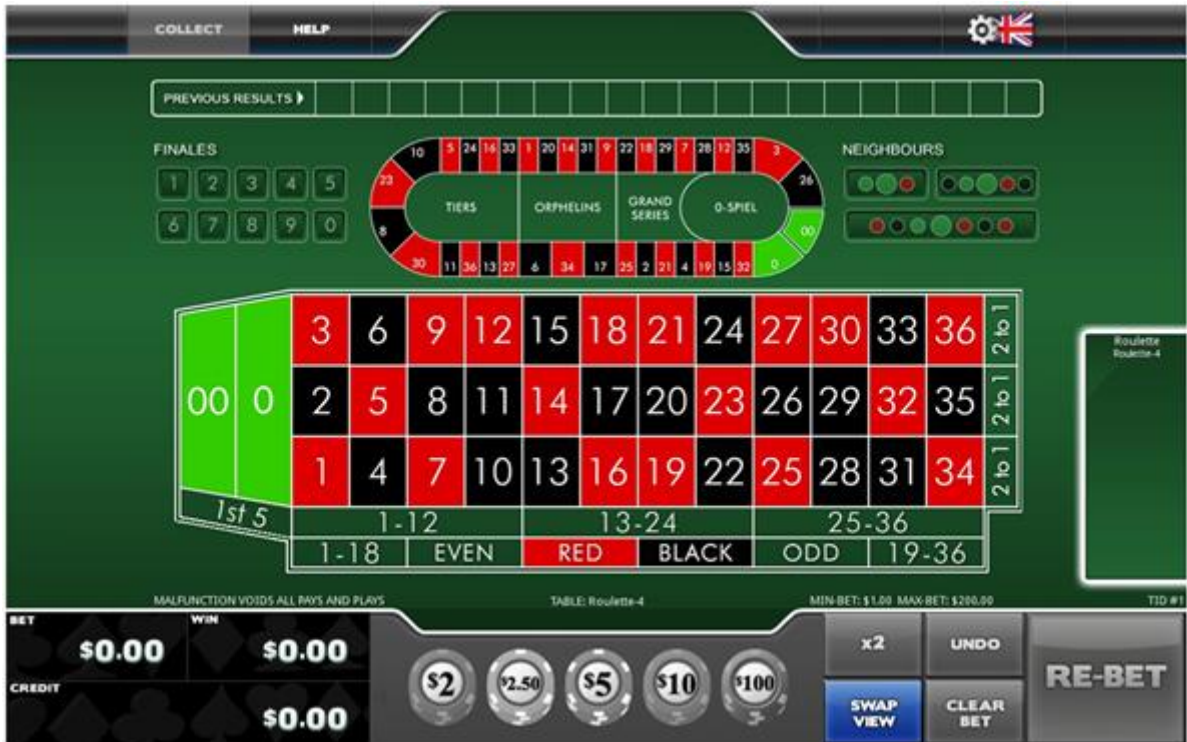 COLLECT HELP
PREVIOUS RESULTS
FINALES
1 2 3 4 5
6 7 8 9 0
10 5 24 16 33 1 20 14 31 9 22 18 29 7 28 12 35 3
23 26
TIERS ORPHELINS GRAND SERIES 0-SPIEL
8 00
30 11 36 13 27 6 34 17 25 2 21 4 19 15 32 0
NEIGHBOURS
3 6 9 12 15 18 21 24 27 30 33 36 2 to 1
00 0 2 5 8 11 14 17 20 23 26 29 32 35 2 to 1
1 4 7 10 13 16 19 22 25 28 31 34 2 to 1
1st 5 1-12 13-24 25-36
1-18 EVEN RED BLACK ODD 19-36
Roulette
Roulette-4
MALFUNCTION VOIDS ALL PAYS AND PLAYS TABLE: Roulette-4 MIN-BET: $1.00 MAX-BET: $200.00 TID #1
BET WIN
$0.00 $0.00
CREDIT
$0.00
$2 $2.50 $5 $10 $100
x2 UNDO
SWAP VIEW CLEAR BET
RE-BET